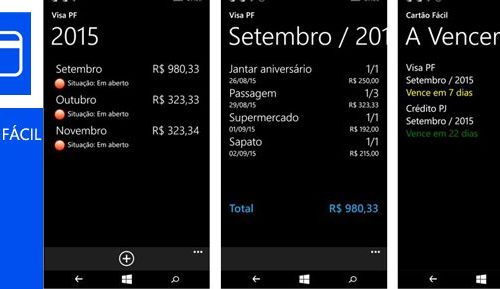 FÁCIL
Visa PF
2015
Setembro R$ 980,33
Situação: Em aberto
Outubro R$ 323,33
Situação: Em aberto
Novembro R$ 323,34
Situação: Em aberto
Visa PF
Setembro / 201
Jantar aniversário 1/1
26/08/15 R$ 250,00
Passagem 1/3
29/08/15 R$ 323,33
Supermercado 1/1
01/09/15 R$ 192,00
Sapato 1/1
02/09/15 R$ 215,00
Total R$ 980,33
Cartão Fácil
A Vencer
Visa PF
Setembro / 2015
Vence em 7 dias
Crédito PJ
Setembro / 2015
Vence em 22 dias